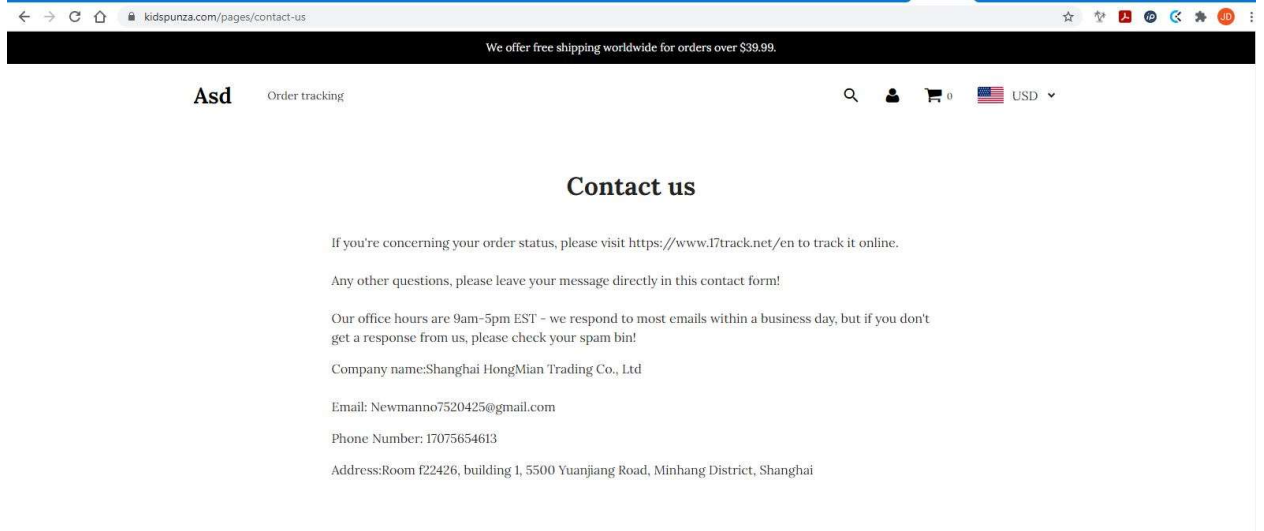 kidspunza.com/pages/contact-us
JD
We offer free shipping worldwide for orders over $39.99.
Asd
Order tracking
0
USD
Contact us
If you're concerning your order status, please visit https://www.17track.net/en to track it online.
Any other questions, please leave your message directly in this contact form!
Our office hours are 9am-5pm EST - we respond to most emails within a business day, but if you don't
get a response from us, please check your spam bin!
Company name:Shanghai HongMian Trading Co., Ltd
Email: Newmanno7520425@gmail.com
Phone Number: 17075654613
Address:Room f22426, building 1, 5500 Yuanjiang Road, Minhang District, Shanghai